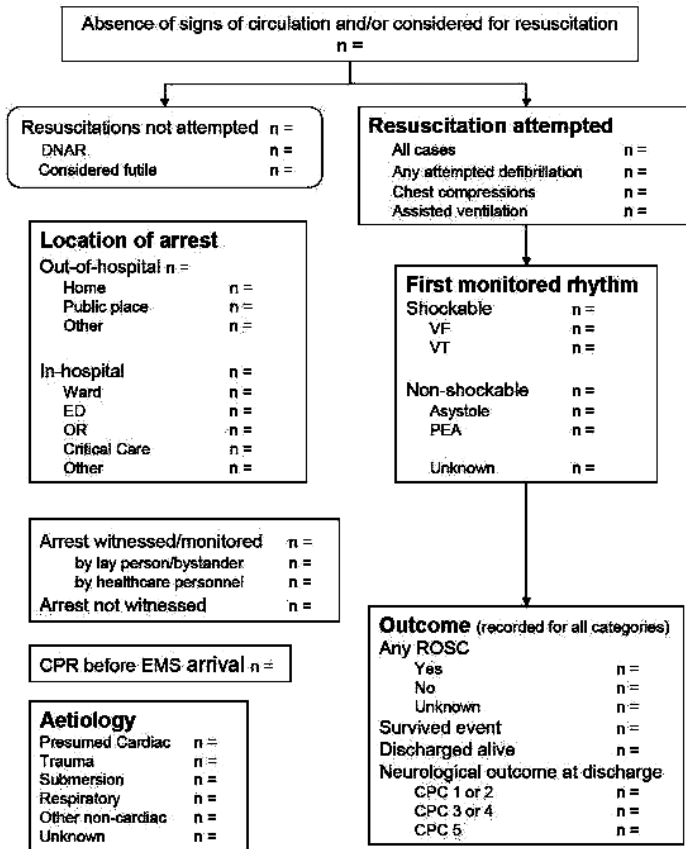 Absence of signs of circulation and/or considered for resuscitation
n =
Resuscitations not attempted n =
DNAR n =
Considered futile n =
Resuscitation attempted
All cases n =
Any attempted defibrillation n =
Chest compressions n =
Assisted ventilation n =
Location of arrest
Out-of-hospital n =
Home n =
Public place n =
Other n =
In-hospital n =
Ward n =
ED n =
OR n =
Critical Care n =
Other n =
First monitored rhythm
Shockable n =
VF n =
VT n =
Non-shockable n =
Asystole n =
PEA n =
Unknown n =
Arrest witnessed/monitored n =
by lay person/bystander n =
by healthcare personnel n =
Arrest not witnessed n =
CPR before EMS arrival n =
Aetiology
Presumed Cardiac n =
Trauma n =
Submersion n =
Respiratory n =
Other non-cardiac n =
Unknown n =
Outcome (recorded for all categories)
Any ROSC
Yes n =
No n =
Unknown n =
Survived event n =
Discharged alive n =
Neurological outcome at discharge
CPC 1 or 2 n =
CPC 3 or 4 n =
CPC 5 n =